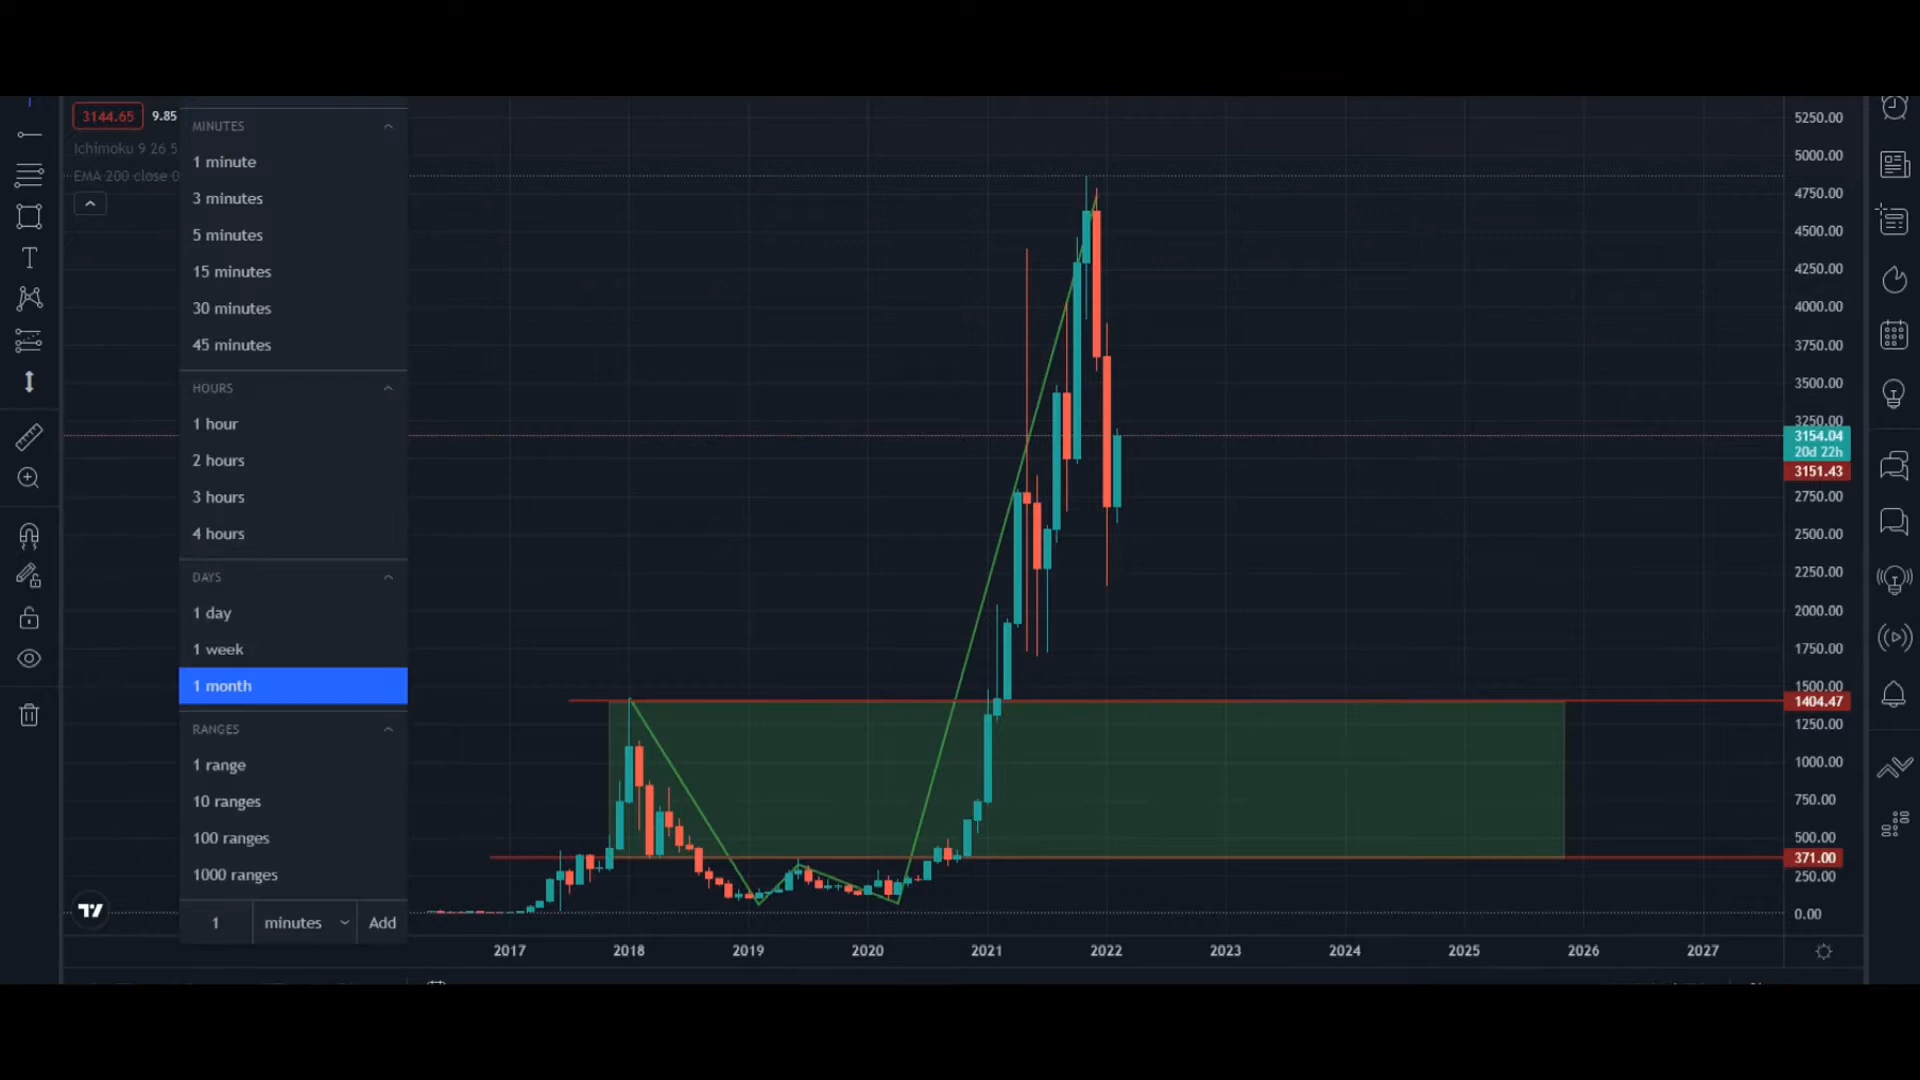 3144.65 9.85
Ichimoku 9 26 5
EMA 200 close 0
MINUTES
1 minute
3 minutes
5 minutes
15 minutes
30 minutes
45 minutes
HOURS
1 hour
2 hours
3 hours
4 hours
DAYS
1 day
1 week
1 month
RANGES
1 range
10 ranges
100 ranges
1000 ranges
1 minutes Add
5250.00
5000.00
4750.00
4500.00
4250.00
4000.00
3750.00
3500.00
3250.00
3154.04
20d 22h
3151.43
2750.00
2500.00
2250.00
2000.00
1750.00
1500.00
1404.47
1250.00
1000.00
750.00
500.00
371.00
250.00
0.00
2017 2018 2019 2020 2021 2022 2023 2024 2025 2026 2027